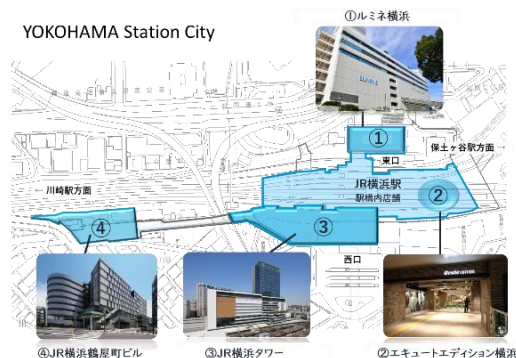 ①ルミネ横浜
YOKOHAMA Station City
LUMINE
①
保土ヶ谷駅方面
東口
JR横浜駅
駅構内店舗
②
川崎駅方面
④
③
西口
④JR横浜鶴屋町ビル
③JR横浜タワー
②エキュートエディション横浜